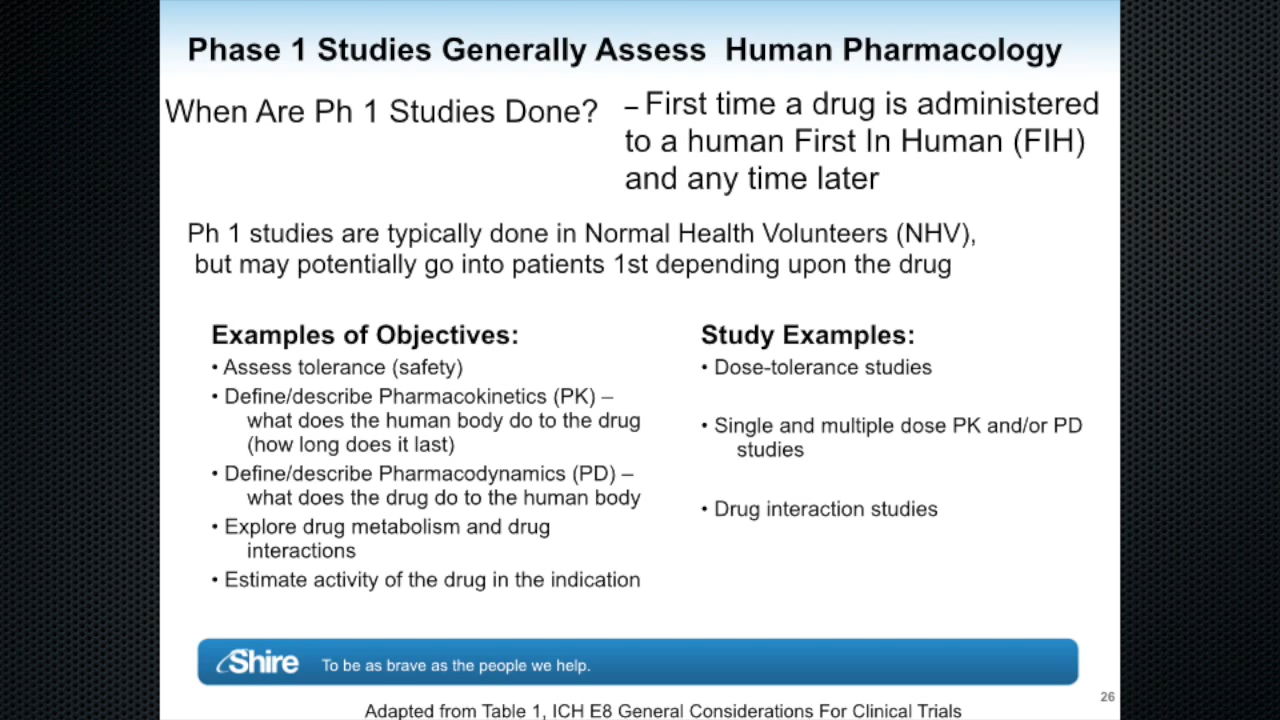 Phase 1 Studies Generally Assess  Human Pharmacology
When Are Ph 1 Studies Done?
– First time a drug is administered
to a human First In Human (FIH)
and any time later
Ph 1 studies are typically done in Normal Health Volunteers (NHV),
but may potentially go into patients 1st depending upon the drug
Examples of Objectives:
• Assess tolerance (safety)
• Define/describe Pharmacokinetics (PK) –
what does the human body do to the drug
(how long does it last)
• Define/describe Pharmacodynamics (PD) –
what does the drug do to the human body
• Explore drug metabolism and drug
interactions
• Estimate activity of the drug in the indication
Study Examples:
• Dose-tolerance studies
• Single and multiple dose PK and/or PD
studies
• Drug interaction studies
Shire
To be as brave as the people we help.
26
Adapted from Table 1, ICH E8 General Considerations For Clinical Trials